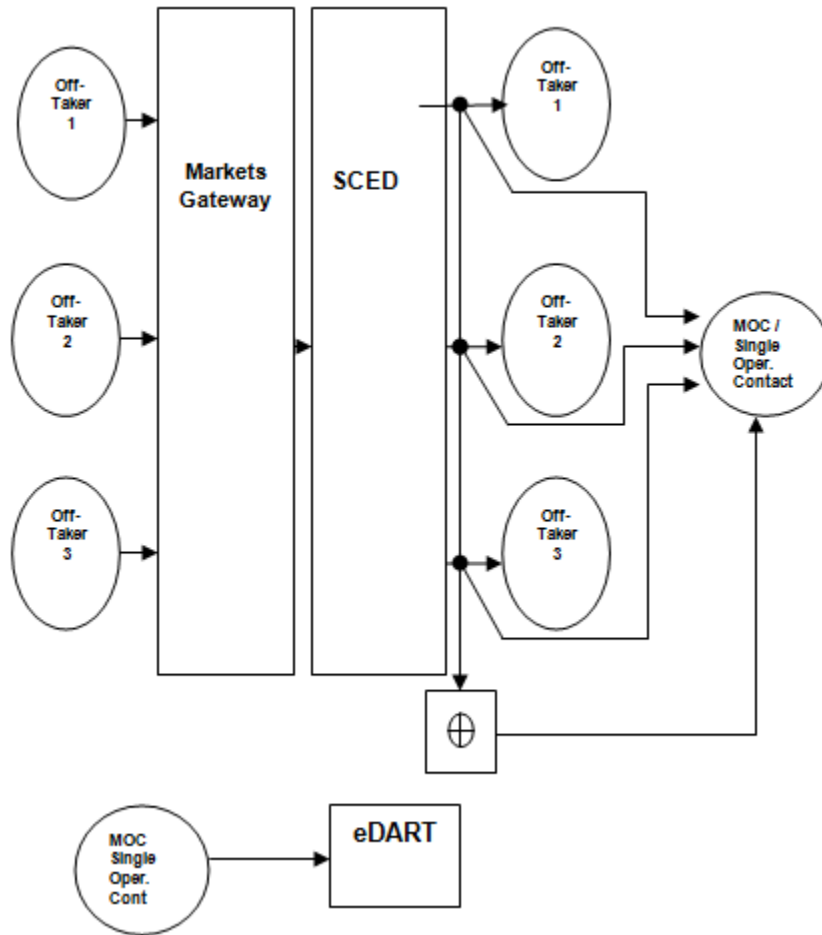 Off-
Taker
1
Off-
Taker
2
Off-
Taker
3
Markets
Gateway
SCED
Off-
Taker
1
Off-
Taker
2
Off-
Taker
3
MOC /
Single
Oper.
Contact
MOC
Single
Oper.
Cont
eDART